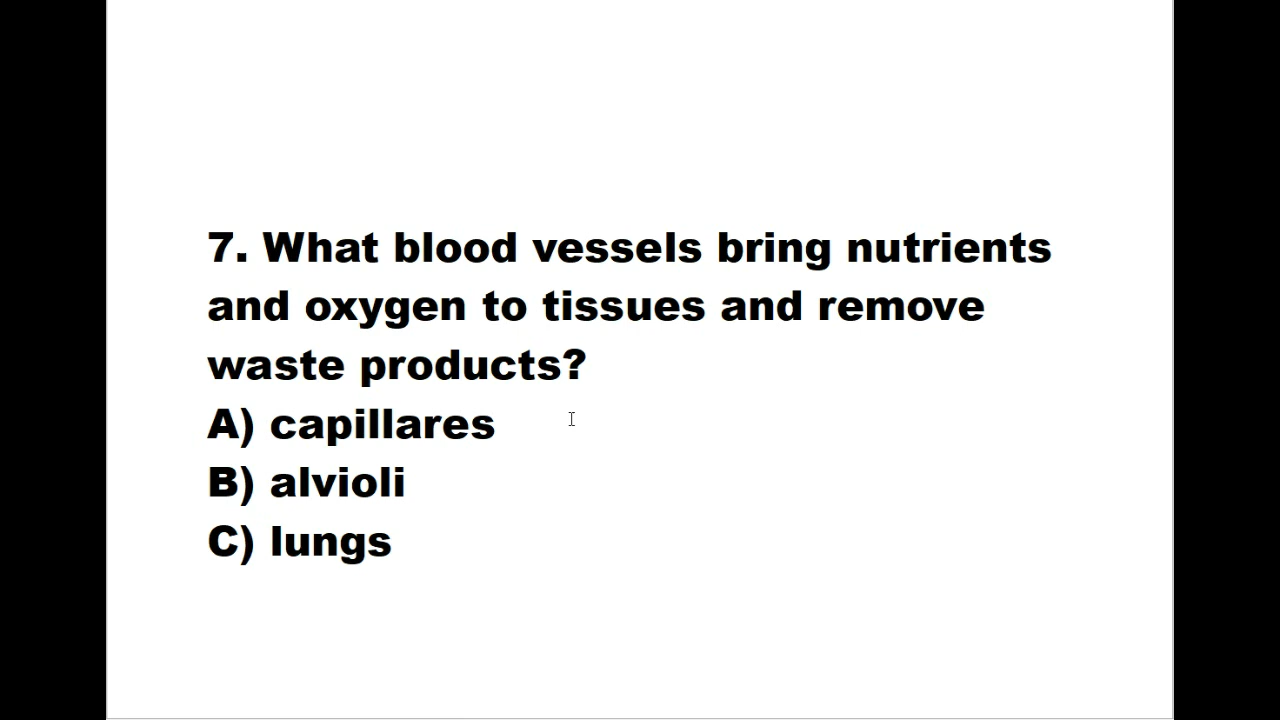 7. What blood vessels bring nutrients
and oxygen to tissues and remove
waste products?
A) capillares
B) alvioli
C) lungs